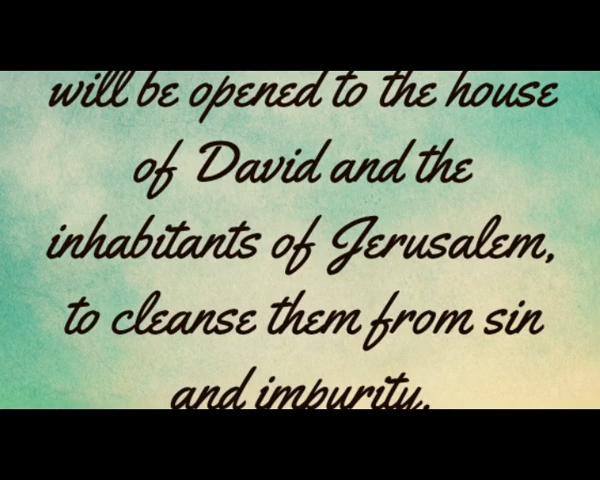 will be opened to the house
of David and the
inhabitants of Jerusalem,
to cleanse them from sin
and impurity.